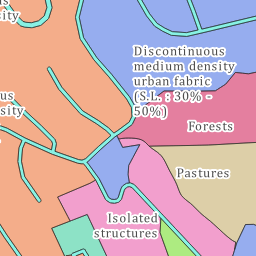 Discontinuous
medium density
urban fabric
(S.L. : 30% -
50%)
Forests
Pastures
Isolated
structures